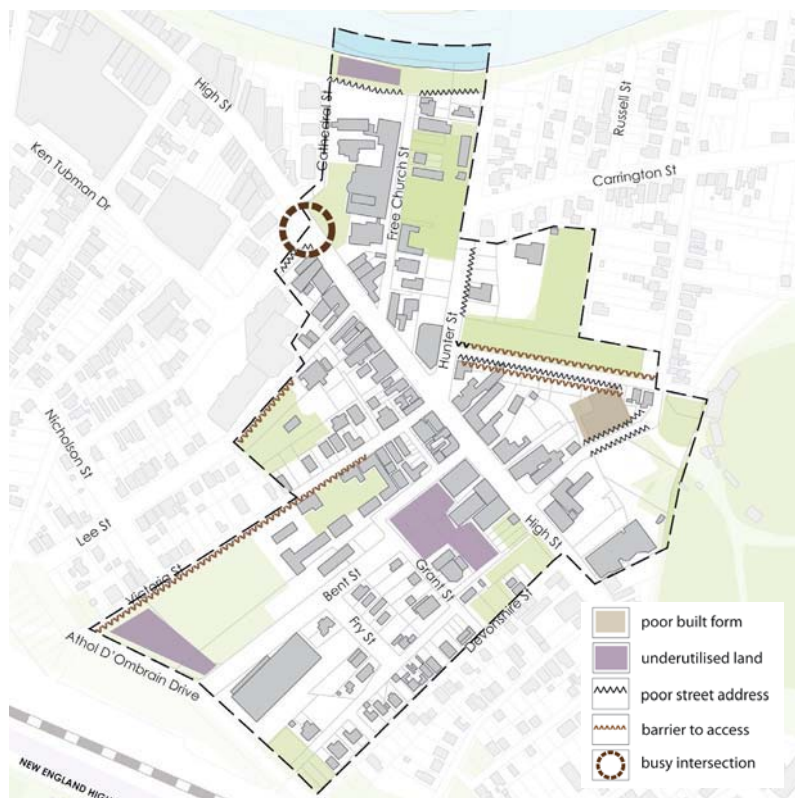 High St
Cathedral St
Russell St
Ken Tubman Dr
Carrington St
Free Church St
Hunter St
Nicholson St
Lee St
High St
Victoria St
Bent St
Grant St
Fry St
Devonshire St
Athol D'Ombrain Drive
NEW ENGLAND HIGH
poor built form
underutilised land
poor street address
barrier to access
busy intersection